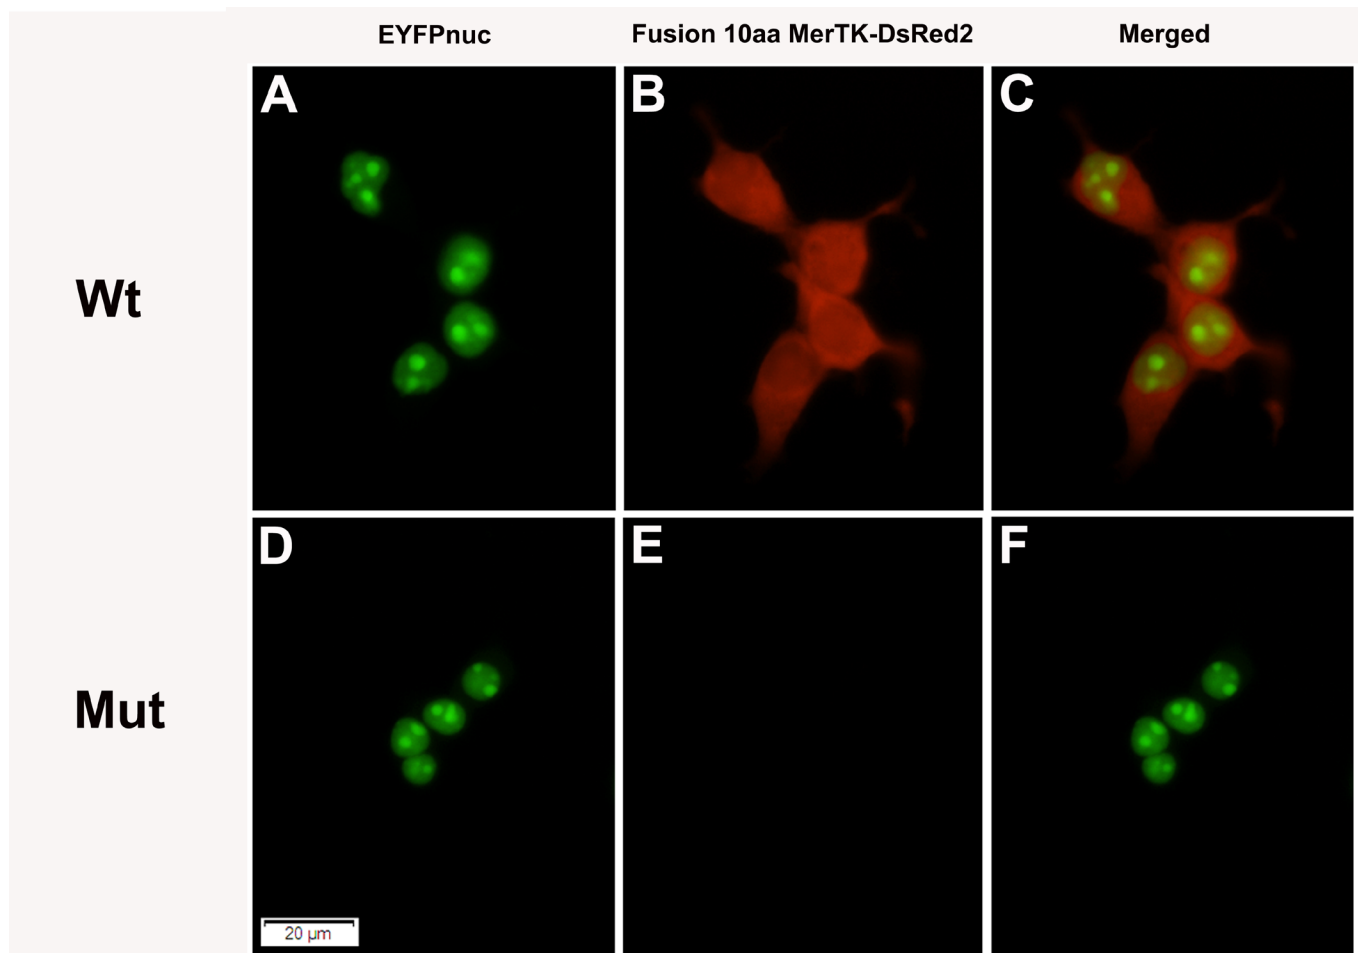 EYFPnuc Fusion 10aa MerTK-DsRed2 Merged
A B C
Wt
D E F
Mut
20 µm